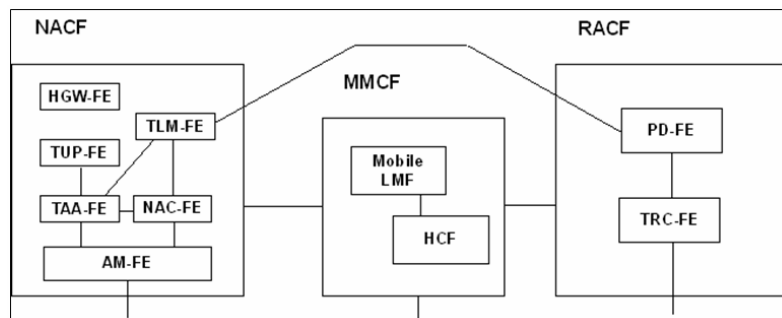 NACF
RACF
MMCF
HGW-FE
TLM-FE
TUP-FE
TAA-FE
NAC-FE
AM-FE
Mobile
LMF
HCF
PD-FE
TRC-FE